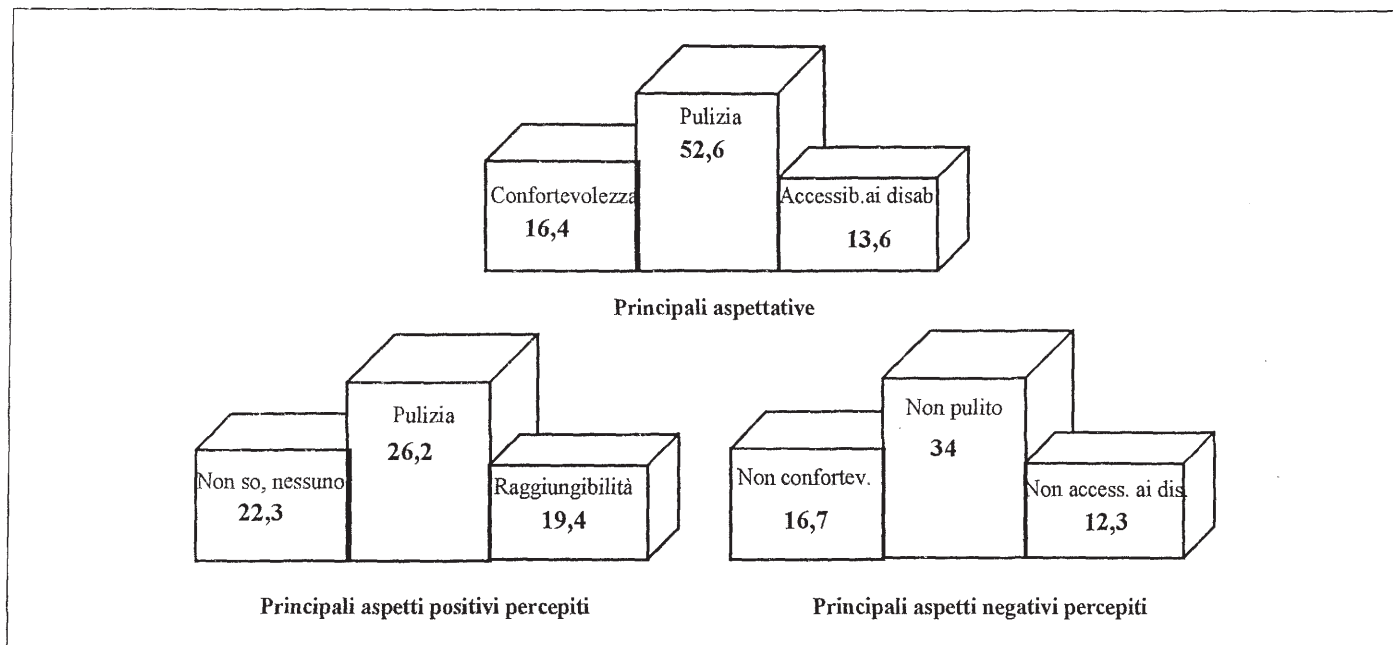 Pulizia
52,6
Confortevolezza
16,4
Accessib.ai disab
13,6
Principali aspettative
Pulizia
26,2
Non so, nessuno
22,3
Raggiungibilità
19,4
Principali aspetti positivi percepiti
Non pulito
34
Non confortev.
16,7
Non access. ai dis.
12,3
Principali aspetti negativi percepiti